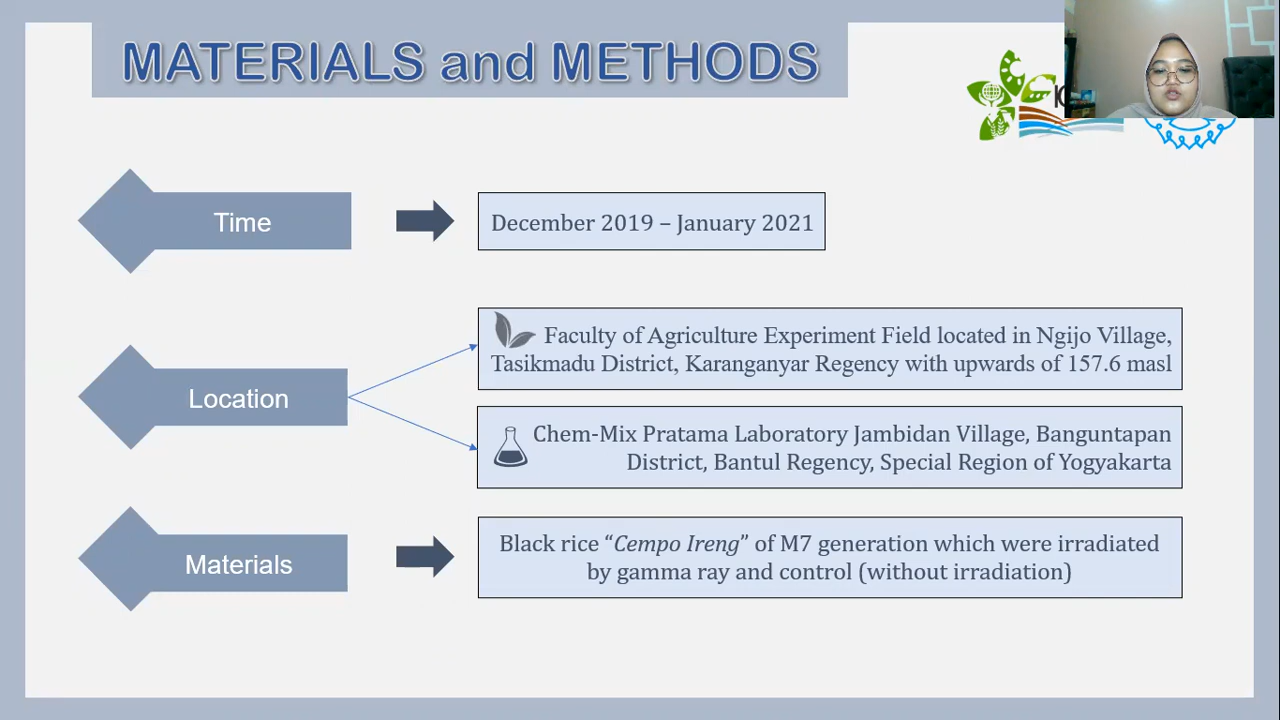 MATERIALS and METHODS
Time
December 2019 – January 2021
Location
Faculty of Agriculture Experiment Field located in Ngijo Village,
Tasikmadu District, Karanganyar Regency with upwards of 157.6 masl
Chem-Mix Pratama Laboratory Jambidan Village, Banguntapan
District, Bantul Regency, Special Region of Yogyakarta
Materials
Black rice “Cempo Ireng” of M7 generation which were irradiated
by gamma ray and control (without irradiation)